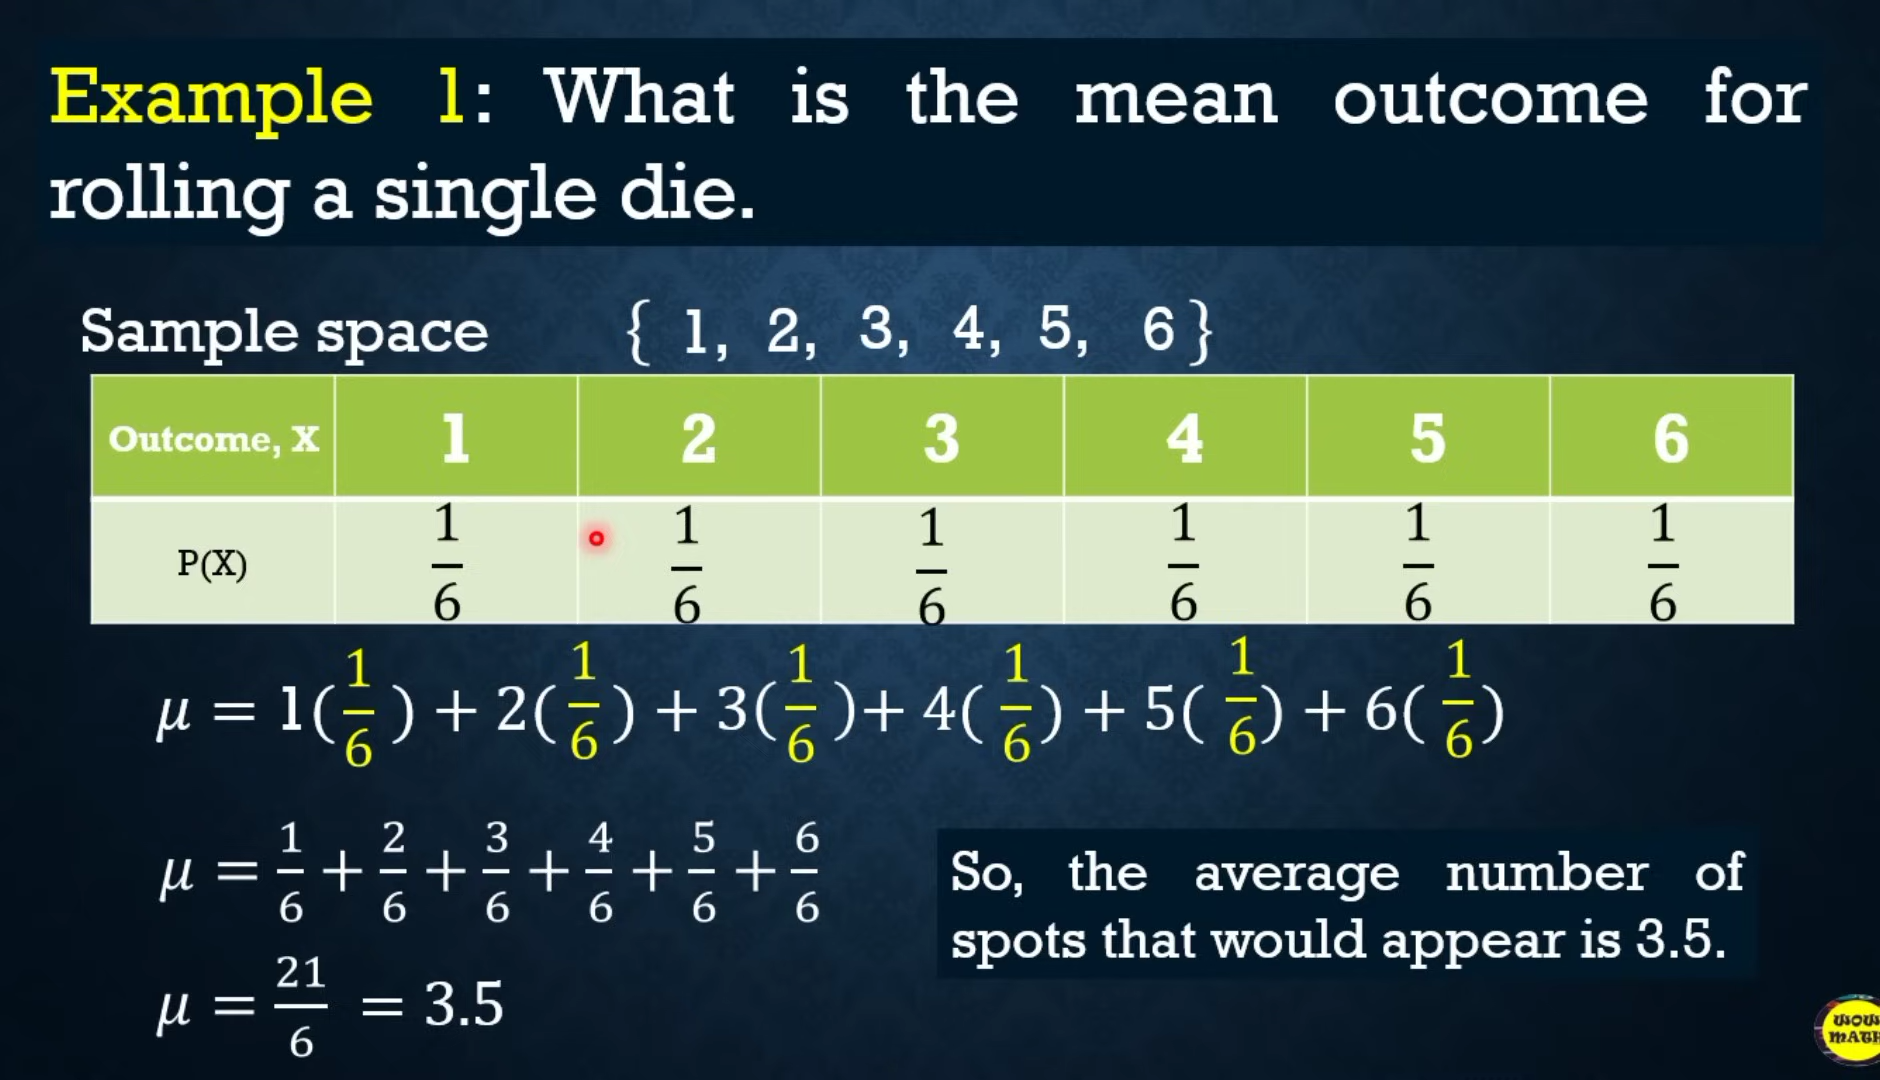 Example 1: What is the mean outcome for
rolling a single die.
Sample space { 1, 2, 3, 4, 5, 6 }
Outcome, X 1 2 3 4 5 6
P(X) 1/6 1/6 1/6 1/6 1/6 1/6
μ = 1(1/6) + 2(1/6) + 3(1/6) + 4(1/6) + 5(1/6) + 6(1/6)
μ = 1/6 + 2/6 + 3/6 + 4/6 + 5/6 + 6/6
μ = 21/6 = 3.5
So, the average number of
spots that would appear is 3.5.
WOW
MATH